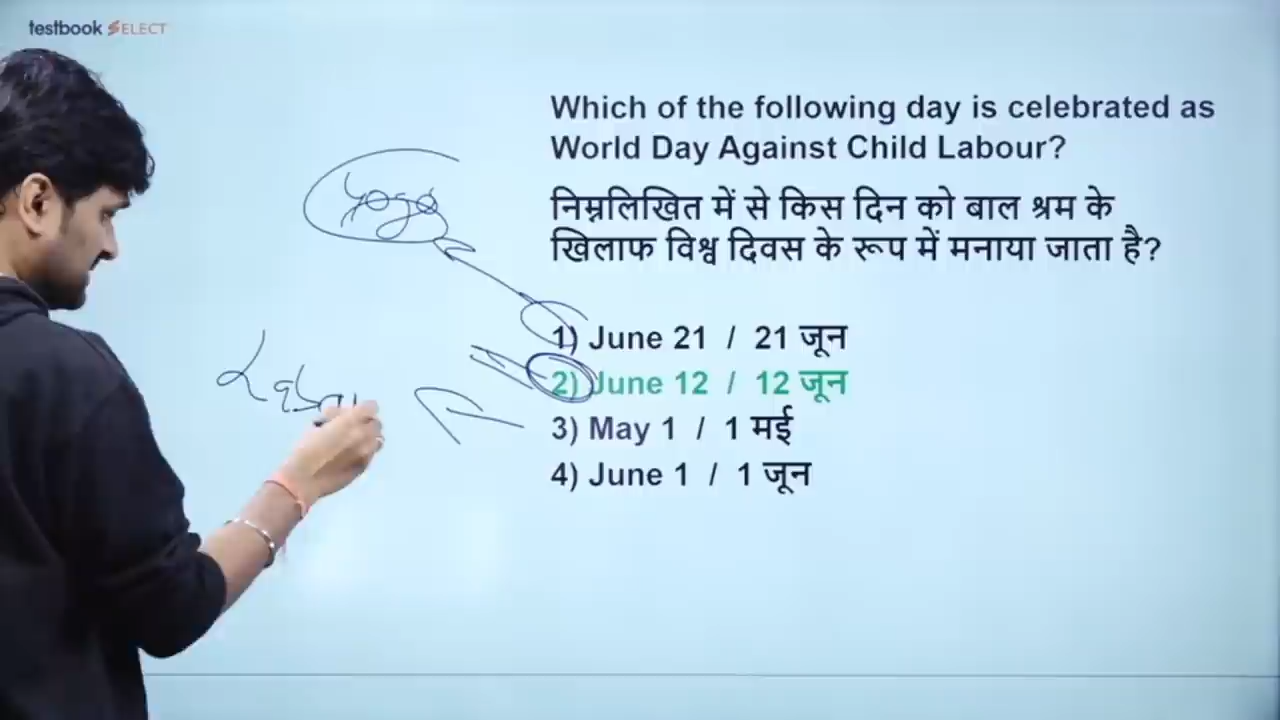 testbook SELECT
Which of the following day is celebrated as
World Day Against Child Labour?
निम्नलिखित में से किस दिन को बाल श्रम के
खिलाफ विश्व दिवस के रूप में मनाया जाता है?
Yoga
1) June 21 / 21 जून
2) June 12 / 12 जून
3) May 1 / 1 मई
4) June 1 / 1 जून